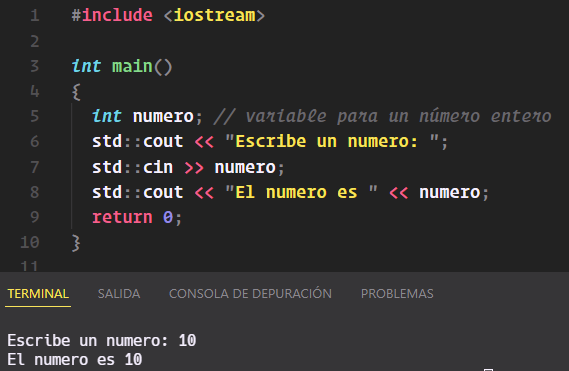 1 #include <iostream>
2
3 int main()
4 {
5 int numero; // variable para un número entero
6 std::cout << "Escribe un numero: ";
7 std::cin >> numero;
8 std::cout << "El numero es " << numero;
9 return 0;
10 }
11
TERMINAL SALIDA CONSOLA DE DEPURACIÓN PROBLEMAS
Escribe un numero: 10
El numero es 10